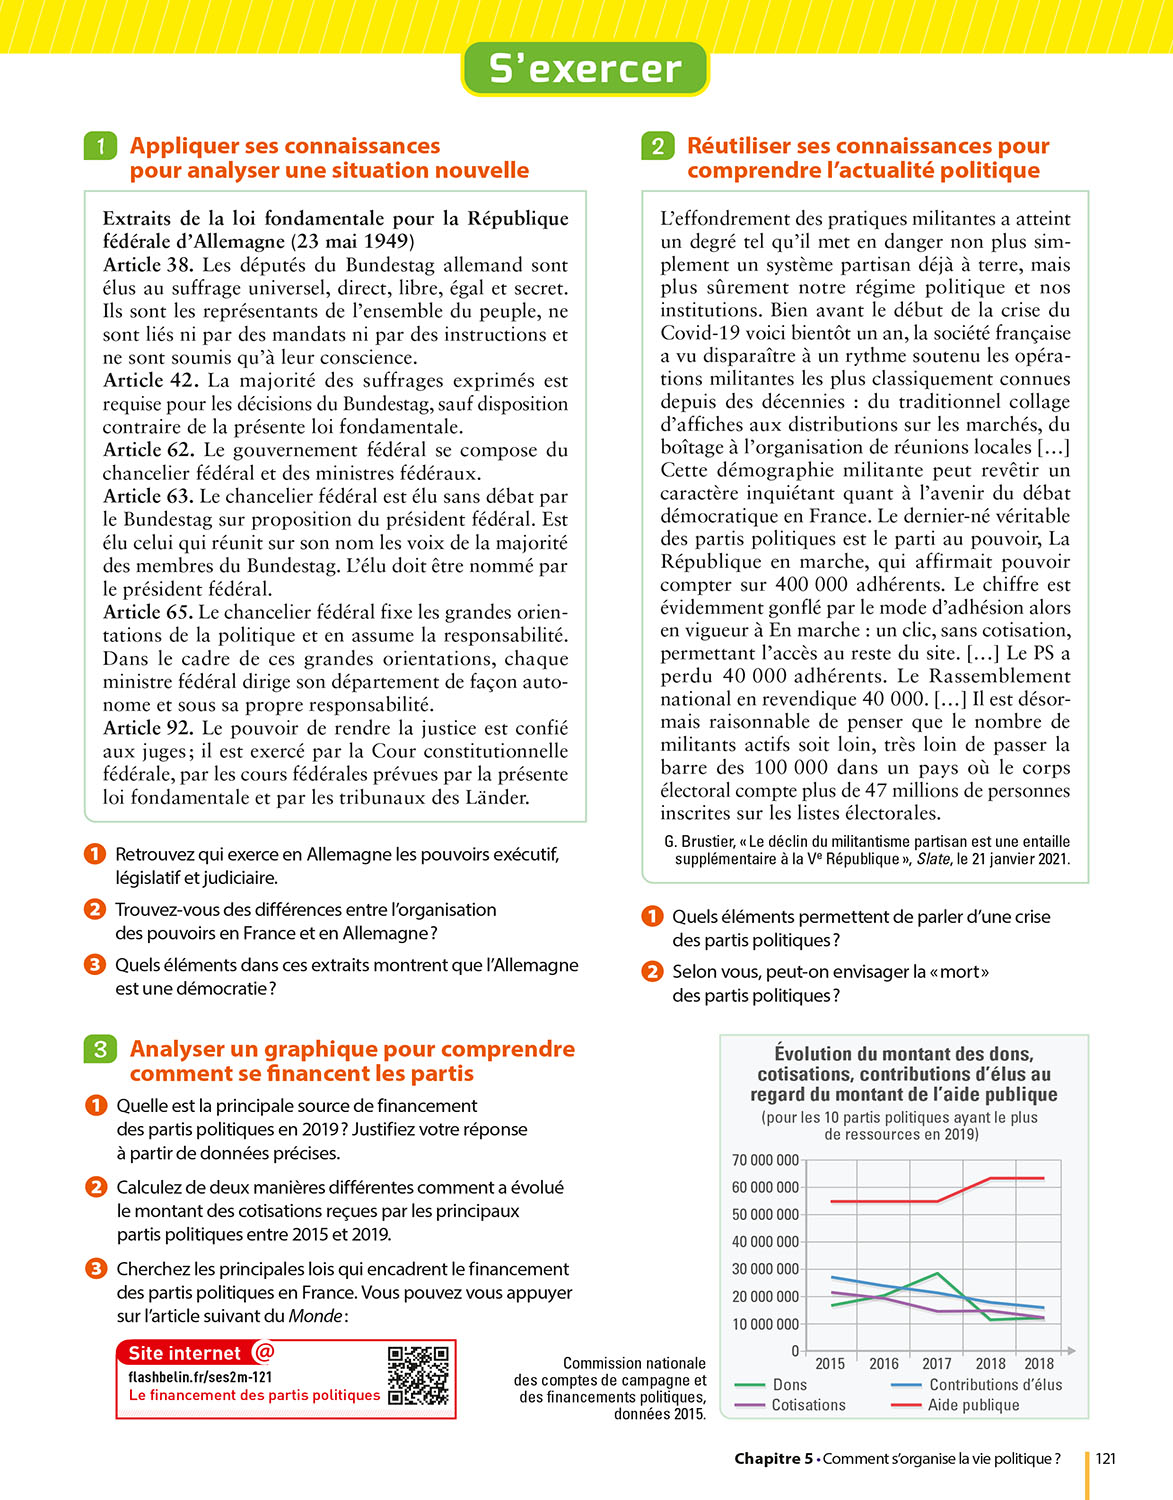 S'exercer
1 Appliquer ses connaissances
pour analyser une situation nouvelle
Extraits de la loi fondamentale pour la République
fédérale d'Allemagne (23 mai 1949)
Article 38. Les députés du Bundestag allemand sont
élus au suffrage universel, direct, libre, égal et secret.
Ils sont les représentants de l'ensemble du peuple, ne
sont liés ni par des mandats ni par des instructions et
ne sont soumis qu'à leur conscience.
Article 42. La majorité des suffrages exprimés est
requise pour les décisions du Bundestag, sauf disposition
contraire de la présente loi fondamentale.
Article 62. Le gouvernement fédéral se compose du
chancelier fédéral et des ministres fédéraux.
Article 63. Le chancelier fédéral est élu sans débat par
le Bundestag sur proposition du président fédéral. Est
élu celui qui réunit sur son nom les voix de la majorité
des membres du Bundestag. L'élu doit être nommé par
le président fédéral.
Article 65. Le chancelier fédéral fixe les grandes orien-
tations de la politique et en assume la responsabilité.
Dans le cadre de ces grandes orientations, chaque
ministre fédéral dirige son département de façon auto-
nome et sous sa propre responsabilité.
Article 92. Le pouvoir de rendre la justice est confié
aux juges ; il est exercé par la Cour constitutionnelle
fédérale, par les cours fédérales prévues par la présente
loi fondamentale et par les tribunaux des Länder.
1 Retrouvez qui exerce en Allemagne les pouvoirs exécutif,
législatif et judiciaire.
2 Trouvez-vous des différences entre l'organisation
des pouvoirs en France et en Allemagne ?
3 Quels éléments dans ces extraits montrent que l'Allemagne
est une démocratie ?
2 Réutiliser ses connaissances pour
comprendre l'actualité politique
L'effondrement des pratiques militantes a atteint
un degré tel qu'il met en danger non plus sim-
plement un système partisan déjà à terre, mais
plus sûrement notre régime politique et nos
institutions. Bien avant le début de la crise du
Covid-19 voici bientôt un an, la société française
a vu disparaître à un rythme soutenu les opéra-
tions militantes les plus classiquement connues
depuis des décennies : du traditionnel collage
d'affiches aux distributions sur les marchés, du
boîtage à l'organisation de réunions locales […]
Cette démographie militante peut revêtir un
caractère inquiétant quant à l'avenir du débat
démocratique en France. Le dernier-né véritable
des partis politiques est le parti au pouvoir, La
République en marche, qui affirmait pouvoir
compter sur 400 000 adhérents. Le chiffre est
évidemment gonflé par le mode d'adhésion alors
en vigueur à En marche : un clic, sans cotisation,
permettant l'accès au reste du site. […] Le PS a
perdu 40 000 adhérents. Le Rassemblement
national en revendique 40 000. […] Il est désor-
mais raisonnable de penser que le nombre de
militants actifs soit loin, très loin de passer la
barre des 100 000 dans un pays où le corps
électoral compte plus de 47 millions de personnes
inscrites sur les listes électorales.
G. Brustier, « Le déclin du militantisme partisan est une entaille
supplémentaire à la Ve République », Slate, le 21 janvier 2021.
1 Quels éléments permettent de parler d'une crise
des partis politiques ?
2 Selon vous, peut-on envisager la « mort »
des partis politiques ?
3 Analyser un graphique pour comprendre
comment se financent les partis
1 Quelle est la principale source de financement
des partis politiques en 2019 ? Justifiez votre réponse
à partir de données précises.
2 Calculez de deux manières différentes comment a évolué
le montant des cotisations reçues par les principaux
partis politiques entre 2015 et 2019.
3 Cherchez les principales lois qui encadrent le financement
des partis politiques en France. Vous pouvez vous appuyer
sur l'article suivant du Monde :
Site internet @
flashbelin.fr/ses2m-121
Le financement des partis politiques
Commission nationale
des comptes de campagne et
des financements politiques,
données 2015.
Évolution du montant des dons,
cotisations, contributions d'élus au
regard du montant de l'aide publique
(pour les 10 partis politiques ayant le plus
de ressources en 2019)
70 000 000
60 000 000
50 000 000
40 000 000
30 000 000
20 000 000
10 000 000
0
2015 2016 2017 2018 2018
Dons Contributions d'élus
Cotisations Aide publique
Chapitre 5 • Comment s'organise la vie politique ? 121